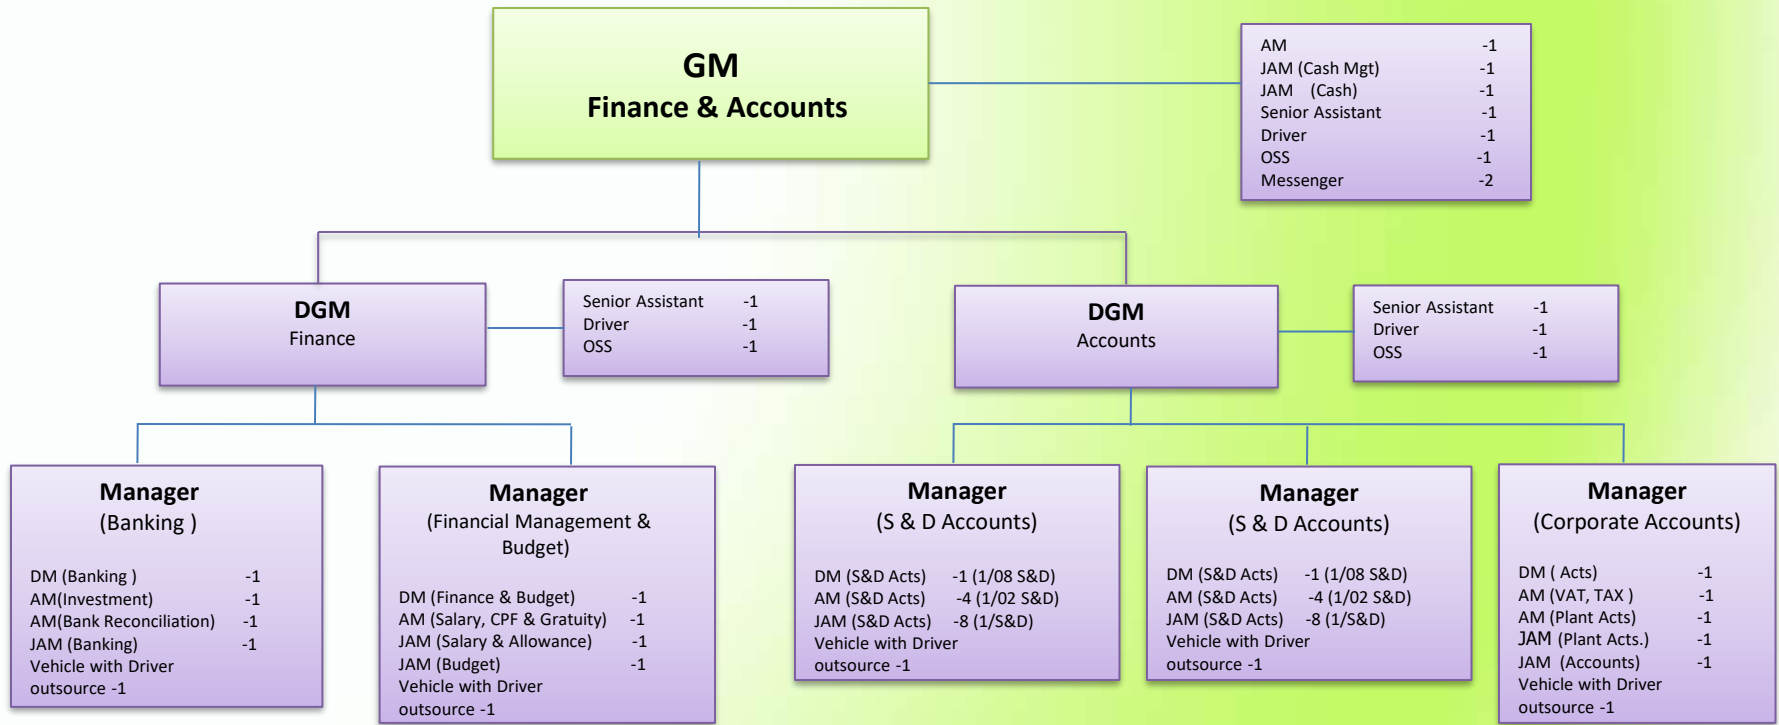 GM
Finance & Accounts
AM -1
JAM (Cash Mgt) -1
JAM (Cash) -1
Senior Assistant -1
Driver -1
OSS -1
Messenger -2
DGM
Finance
Senior Assistant -1
Driver -1
OSS -1
DGM
Accounts
Senior Assistant -1
Driver -1
OSS -1
Manager
(Banking )
DM (Banking ) -1
AM(Investment) -1
AM(Bank Reconciliation) -1
JAM (Banking) -1
Vehicle with Driver
outsource -1
Manager
(Financial Management &
Budget)
DM (Finance & Budget) -1
AM (Salary, CPF & Gratuity) -1
JAM (Salary & Allowance) -1
JAM (Budget) -1
Vehicle with Driver
outsource -1
Manager
(S & D Accounts)
DM (S&D Acts) -1 (1/08 S&D)
AM (S&D Acts) -4 (1/02 S&D)
JAM (S&D Acts) -8 (1/S&D)
Vehicle with Driver
outsource -1
Manager
(S & D Accounts)
DM (S&D Acts) -1 (1/08 S&D)
AM (S&D Acts) -4 (1/02 S&D)
JAM (S&D Acts) -8 (1/S&D)
Vehicle with Driver
outsource -1
Manager
(Corporate Accounts)
DM ( Acts) -1
AM (VAT, TAX ) -1
AM (Plant Acts) -1
JAM (Plant Acts.) -1
JAM (Accounts) -1
Vehicle with Driver
outsource -1